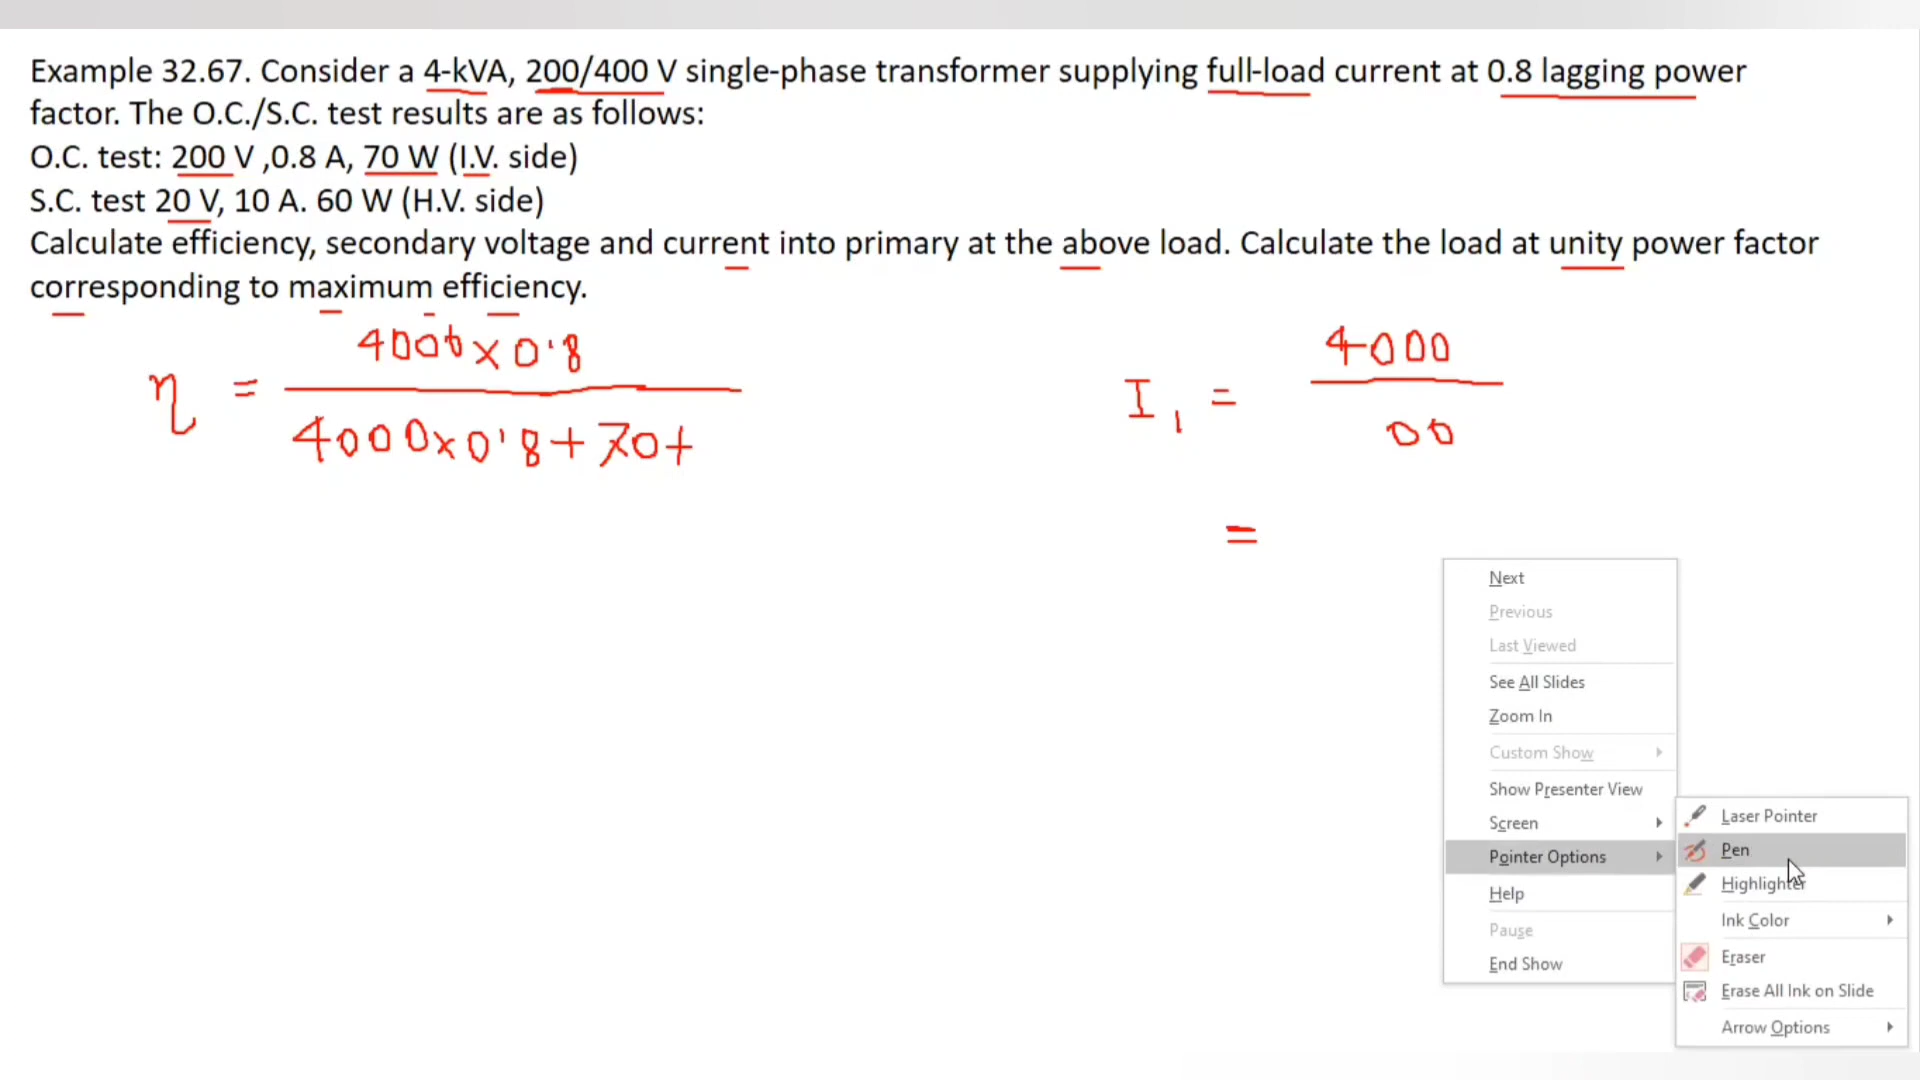 Example 32.67. Consider a 4-kVA, 200/400 V single-phase transformer supplying full-load current at 0.8 lagging power
factor. The O.C./S.C. test results are as follows:
O.C. test: 200 V ,0.8 A, 70 W (I.V. side)
S.C. test 20 V, 10 A. 60 W (H.V. side)
Calculate efficiency, secondary voltage and current into primary at the above load. Calculate the load at unity power factor
corresponding to maximum efficiency.
η = 4000 × 0.8
4000 × 0.8 + 70 +
I₁ = 4000
00
=
Next
Previous
Last Viewed
See All Slides
Zoom In
Custom Show
Show Presenter View
Screen
Pointer Options
Help
Pause
End Show
Laser Pointer
Pen
Highlighter
Ink Color
Eraser
Erase All Ink on Slide
Arrow Options